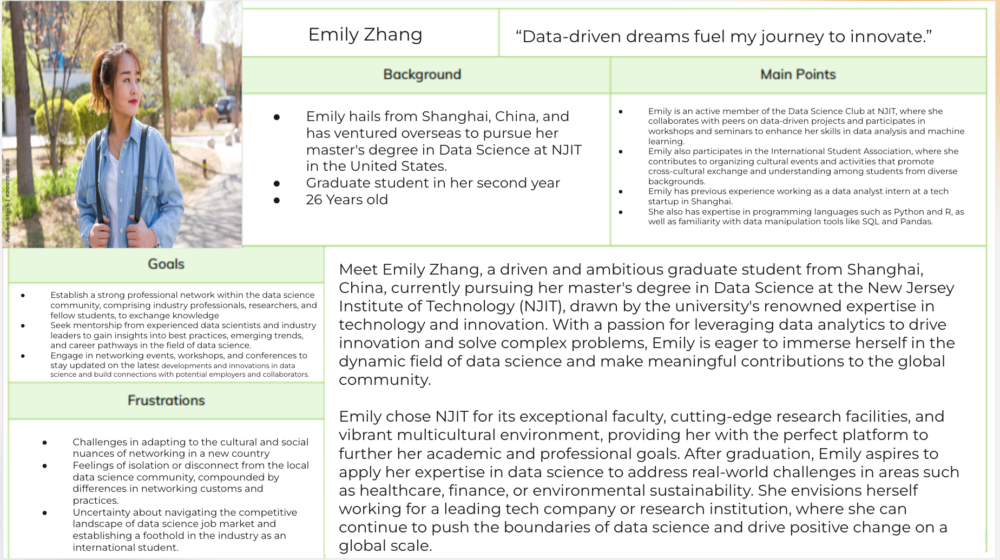 Emily Zhang
“Data-driven dreams fuel my journey to innovate.”
Background
Emily hails from Shanghai, China, and
has ventured overseas to pursue her
master's degree in Data Science at NJIT
in the United States.
Graduate student in her second year
26 Years old
Main Points
Emily is an active member of the Data Science Club at NJIT, where she
collaborates with peers on data-driven projects and participates in
workshops and seminars to enhance her skills in data analysis and machine
learning.
Emily also participates in the International Student Association, where she
contributes to organizing cultural events and activities that promote
cross-cultural exchange and understanding among students from diverse
backgrounds.
Emily has previous experience working as a data analyst intern at a tech
startup in Shanghai.
She also has expertise in programming languages such as Python and R, as
well as familiarity with data manipulation tools like SQL and Pandas.
Adobe Stock | #200756830
Goals
Establish a strong professional network within the data science
community, comprising industry professionals, researchers, and
fellow students, to exchange knowledge
Seek mentorship from experienced data scientists and industry
leaders to gain insights into best practices, emerging trends,
and career pathways in the field of data science.
Engage in networking events, workshops, and conferences to
stay updated on the latest developments and innovations in data
science and build connections with potential employers and collaborators.
Frustrations
Challenges in adapting to the cultural and social
nuances of networking in a new country
Feelings of isolation or disconnect from the local
data science community, compounded by
differences in networking customs and
practices.
Uncertainty about navigating the competitive
landscape of data science job market and
establishing a foothold in the industry as an
international student.
Meet Emily Zhang, a driven and ambitious graduate student from Shanghai,
China, currently pursuing her master's degree in Data Science at the New Jersey
Institute of Technology (NJIT), drawn by the university's renowned expertise in
technology and innovation. With a passion for leveraging data analytics to drive
innovation and solve complex problems, Emily is eager to immerse herself in the
dynamic field of data science and make meaningful contributions to the global
community.
Emily chose NJIT for its exceptional faculty, cutting-edge research facilities, and
vibrant multicultural environment, providing her with the perfect platform to
further her academic and professional goals. After graduation, Emily aspires to
apply her expertise in data science to address real-world challenges in areas such
as healthcare, finance, or environmental sustainability. She envisions herself
working for a leading tech company or research institution, where she can
continue to push the boundaries of data science and drive positive change on a
global scale.